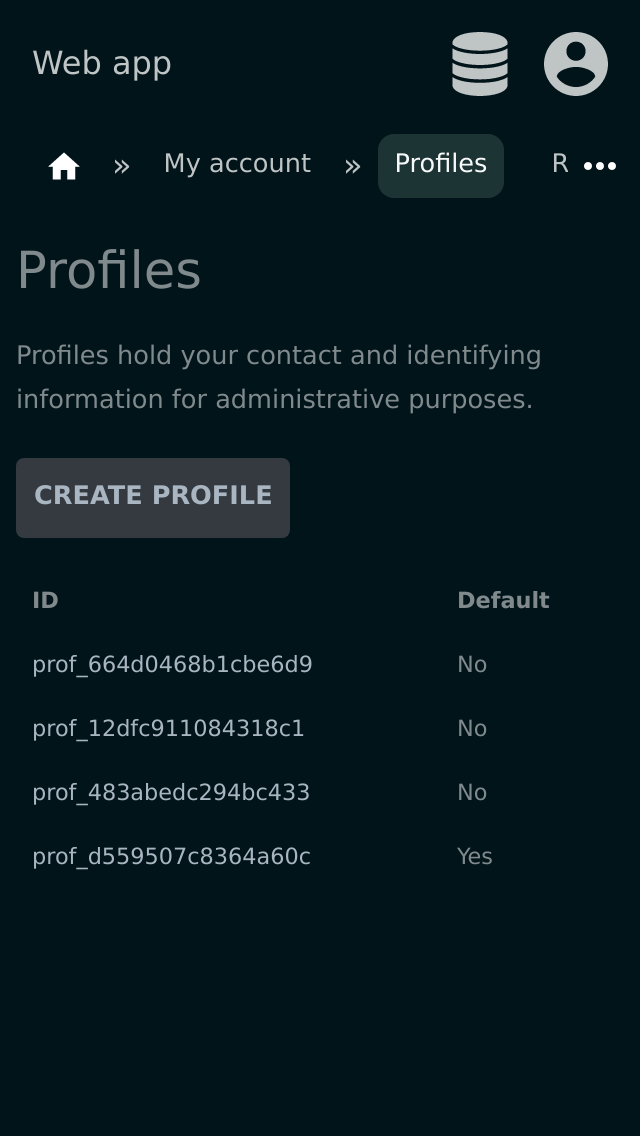 Web app
» My account » Profiles R
Profiles
Profiles hold your contact and identifying
information for administrative purposes.
CREATE PROFILE
ID Default
prof_664d0468b1cbe6d9 No
prof_12dfc911084318c1 No
prof_483abedc294bc433 No
prof_d559507c8364a60c Yes